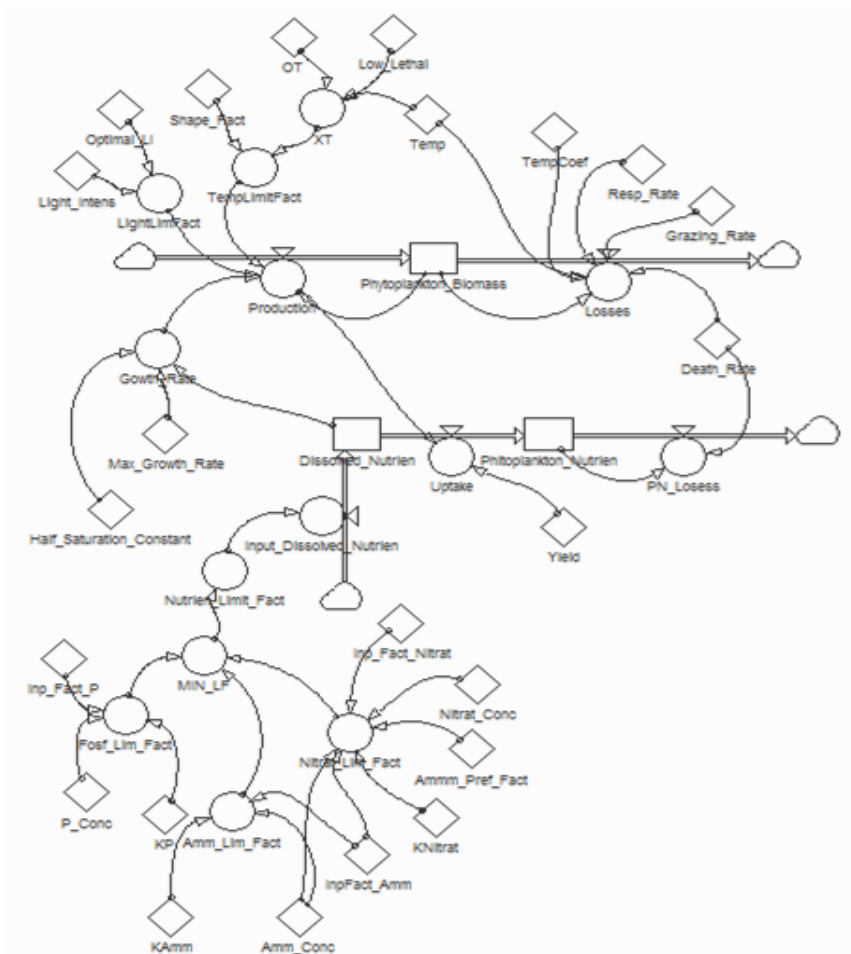 OT
Low_Lethal
Shape_Fact
XT
Temp
Optimal_LI
TempCoef
TempLimitFact
Resp_Rate
Light_Intens
LightLimFact
Grazing_Rate
Phytoplankton_Biomass
Production
Losses
Gowth_Rate
Death_Rate
Max_Growth_Rate
Dissolved_Nutrien
Phitoplankton_Nutrien
Uptake
PN_Losess
Half_Saturation_Constant
Input_Dissolved_Nutrien
Yield
Nutrien_Limit_Fact
Inp_Fact_Nitrat
Inp_Fact_P
MIN_LF
Nitrat_Conc
Fosf_Lim_Fact
Nitrat_Lim_Fact
Ammm_Pref_Fact
P_Conc
KP
Amm_Lim_Fact
KNitrat
InpFact_Amm
KAmm
Amm_Conc